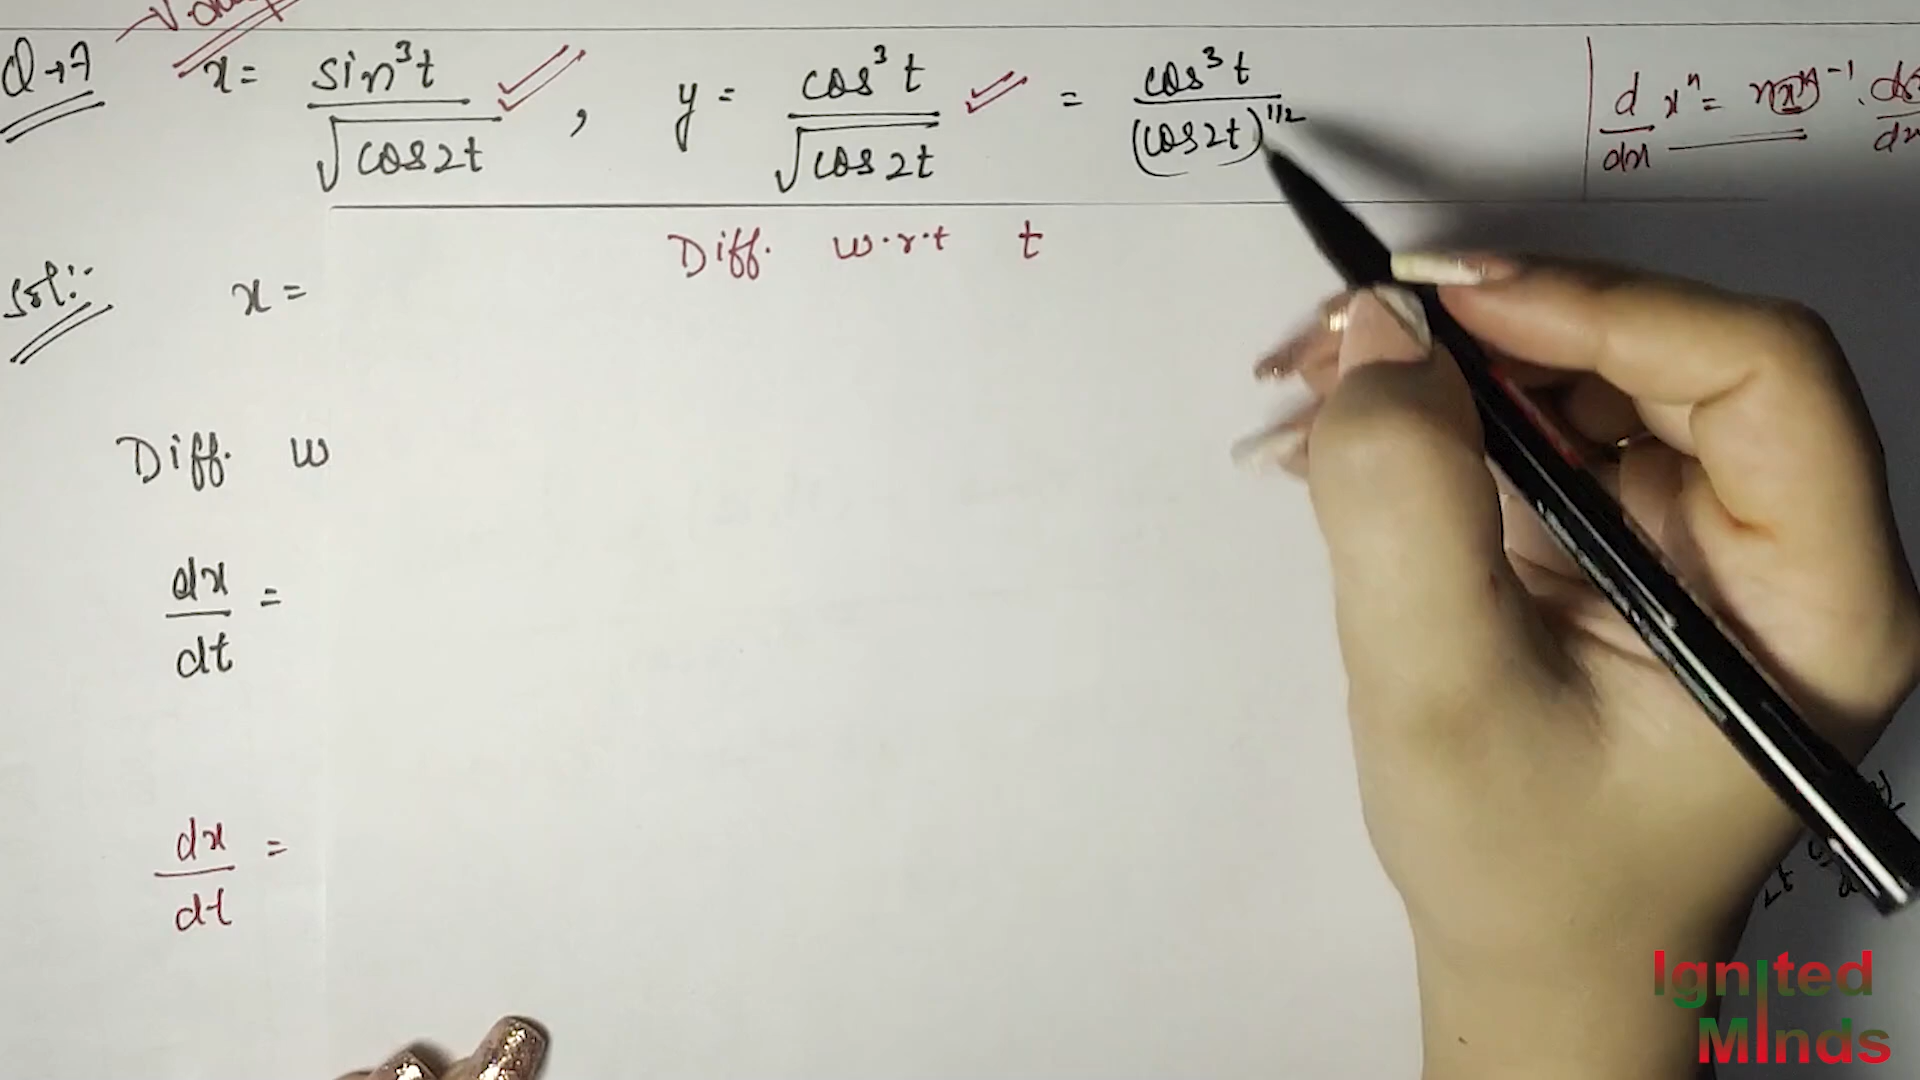 Q→7 x = sin³t / √cos2t , y = cos³t / √cos2t = cos³t / (cos2t)^1/2
d/dx xⁿ = nxⁿ⁻¹.
Diff. w.r.t t
Sol:- x =
Diff. w
dx/dt =
dx/dt =
Ignited
Minds